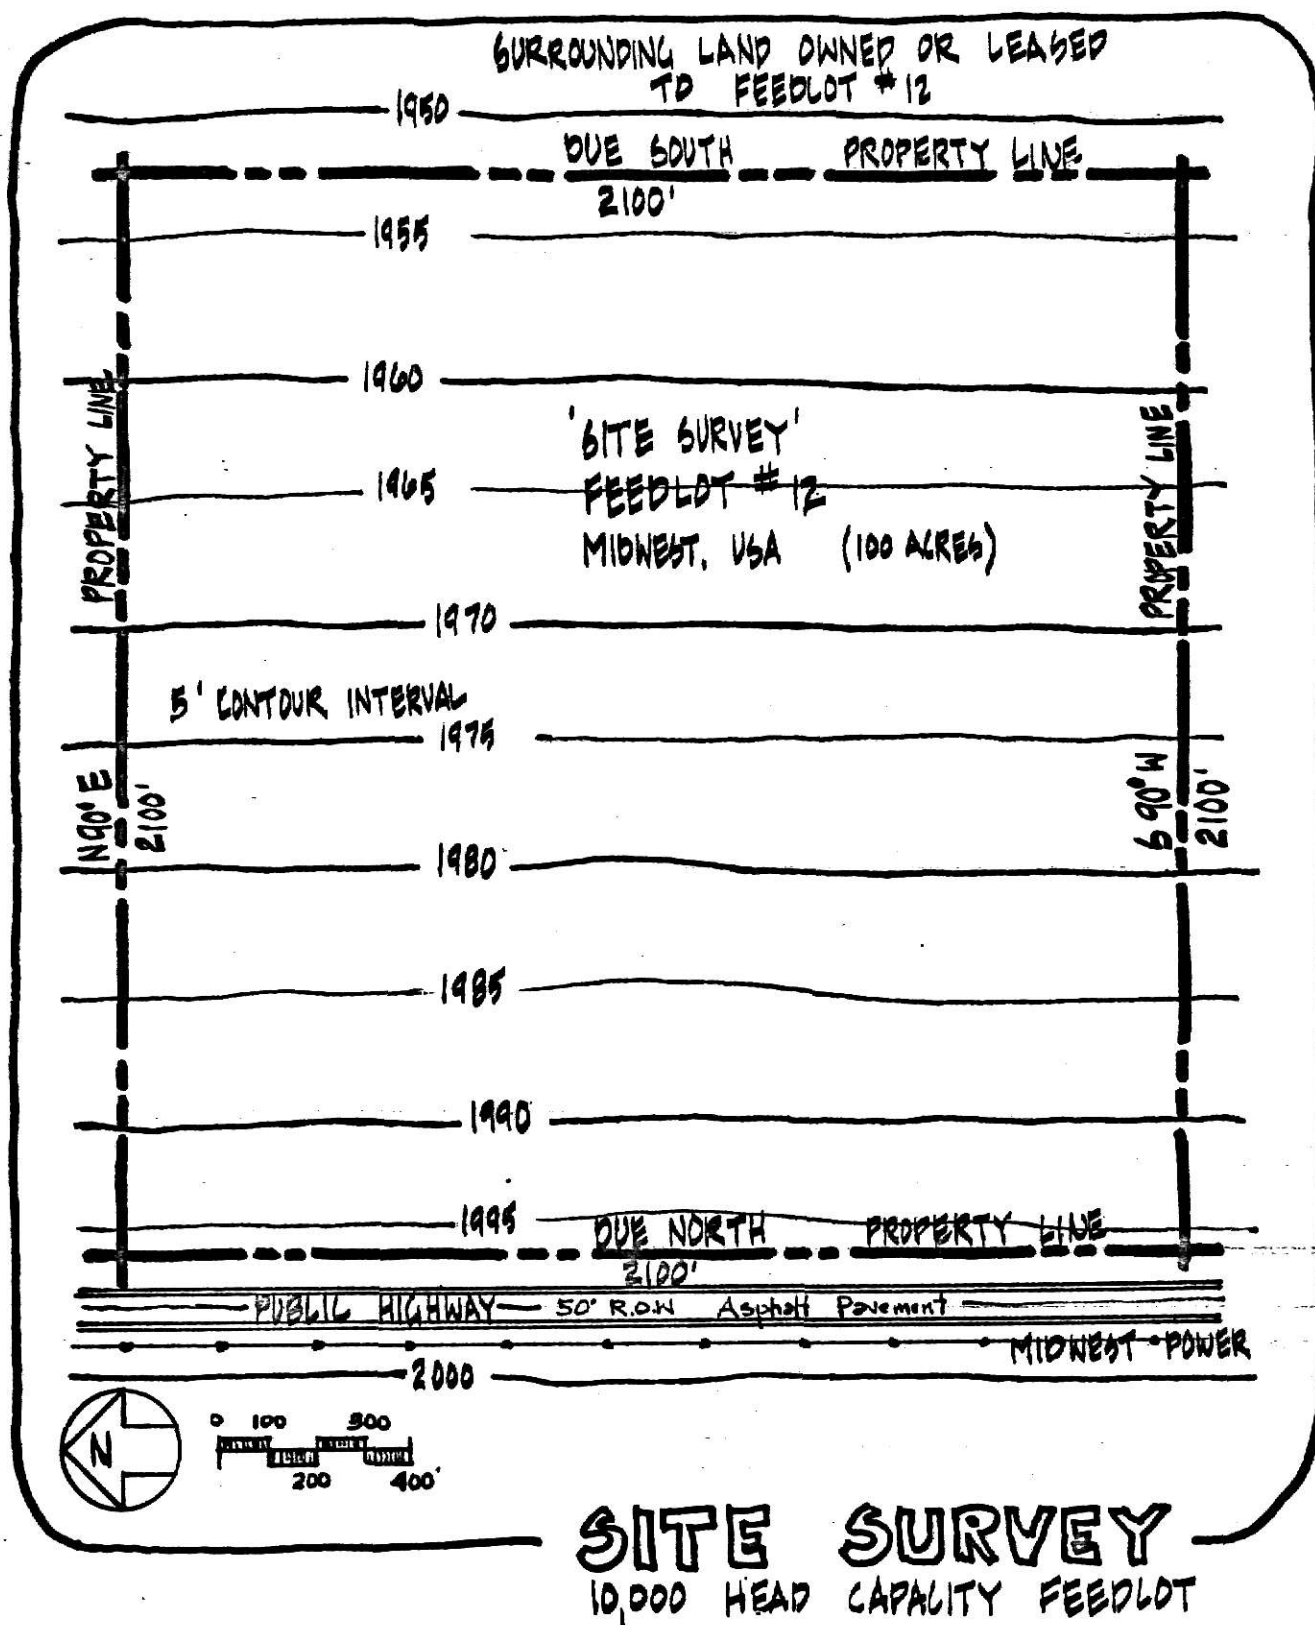 SURROUNDING LAND OWNED OR LEASED
TO FEEDLOT #12
1950
DUE SOUTH PROPERTY LINE
2100'
1955
1960
PROPERTY LINE
'SITE SURVEY'
FEEDLOT #12
MIDWEST, USA (100 ACRES)
PROPERTY LINE
1965
1970
5' CONTOUR INTERVAL
1975
N90°E
2100'
S90°W
2100'
1980
1985
1990
1995
DUE NORTH PROPERTY LINE
2100'
PUBLIC HIGHWAY 50' R.O.W Asphalt Pavement
MIDWEST POWER
2000
N
0 100 300
200 400'
SITE SURVEY
10,000 HEAD CAPACITY FEEDLOT